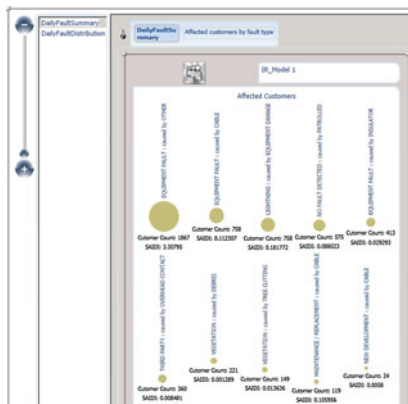 DailyFaultSummary
DailyFaultDistribution
DailyFaultSu
mmary
Affected customers by fault type
IR_Model 1
Affected Customers
EQUIPMENT FAULT : caused by OTHER
EQUIPMENT FAULT : caused by CABLE
LIGHTNING : caused by EQUIPMENT DAMAGE
NO FAULT DETECTED : caused by PATROLLED
EQUIPMENT FAULT : caused by INSULATOR
Cutomer Count: 1867
SAIDI: 3.30795
Cutomer Count: 758
SAIDI: 0.112307
Cutomer Count: 758
SAIDI: 0.181772
Cutomer Count: 575
SAIDI: 0.088023
Cutomer Count: 413
SAIDI: 0.029293
THIRD PARTY : caused by OVERHEAD CONTACT
VEGETATION : caused by DEBRIS
VEGETATION : caused by TREE CUTTING
MAINTENANCE / REPLACEMENT : caused by CABLE
NEW DEVELOPMENT : caused by CABLE
Cutomer Count: 360
SAIDI: 0.008481
Cutomer Count: 221
SAIDI: 0.001289
Cutomer Count: 149
SAIDI: 0.013636
Cutomer Count: 119
SAIDI: 0.105956
Cutomer Count: 24
SAIDI: 0.0058